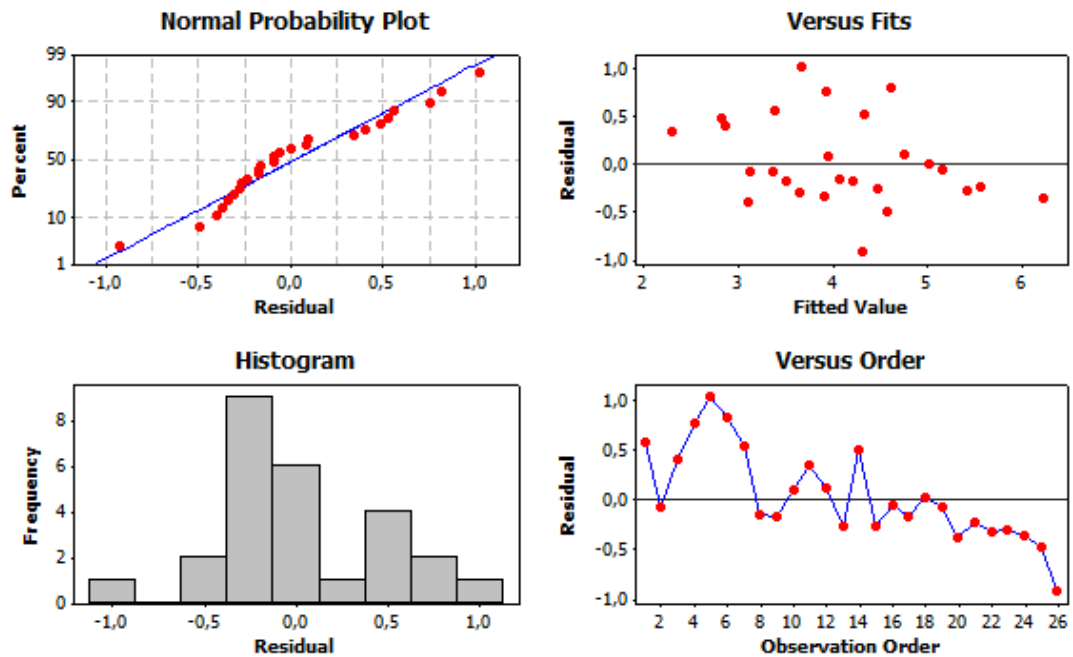 Normal Probability Plot
99
90
50
10
1
Percent
-1,0 -0,5 0,0 0,5 1,0
Residual
Versus Fits
1,0
0,5
0,0
-0,5
-1,0
Residual
2 3 4 5 6
Fitted Value
Histogram
8
6
4
2
0
Frequency
-1,0 -0,5 0,0 0,5 1,0
Residual
Versus Order
1,0
0,5
0,0
-0,5
-1,0
Residual
2 4 6 8 10 12 14 16 18 20 22 24 26
Observation Order